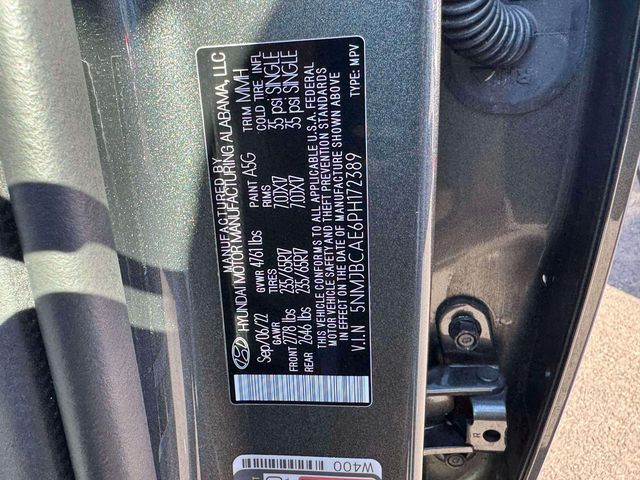 MANUFACTURED BY
HYUNDAI MOTOR MANUFACTURING ALABAMA, LLC
Sep/06/22 GVWR 4761 lbs PAINT A5G TRIM MMH
GAWR TIRES RIMS COLD TIRE INFL
FRONT 2778 lbs 235/65R17 7.0JX17 35 psi SINGLE
REAR 2646 lbs 235/65R17 7.0JX17 35 psi SINGLE
THIS VEHICLE CONFORMS TO ALL APPLICABLE U.S.A. FEDERAL
MOTOR VEHICLE SAFETY AND THEFT PREVENTION STANDARDS
IN EFFECT ON THE DATE OF MANUFACTURE SHOWN ABOVE
V.I.N 5NMJBCAE6PH172389 TYPE: MPV
W400
R